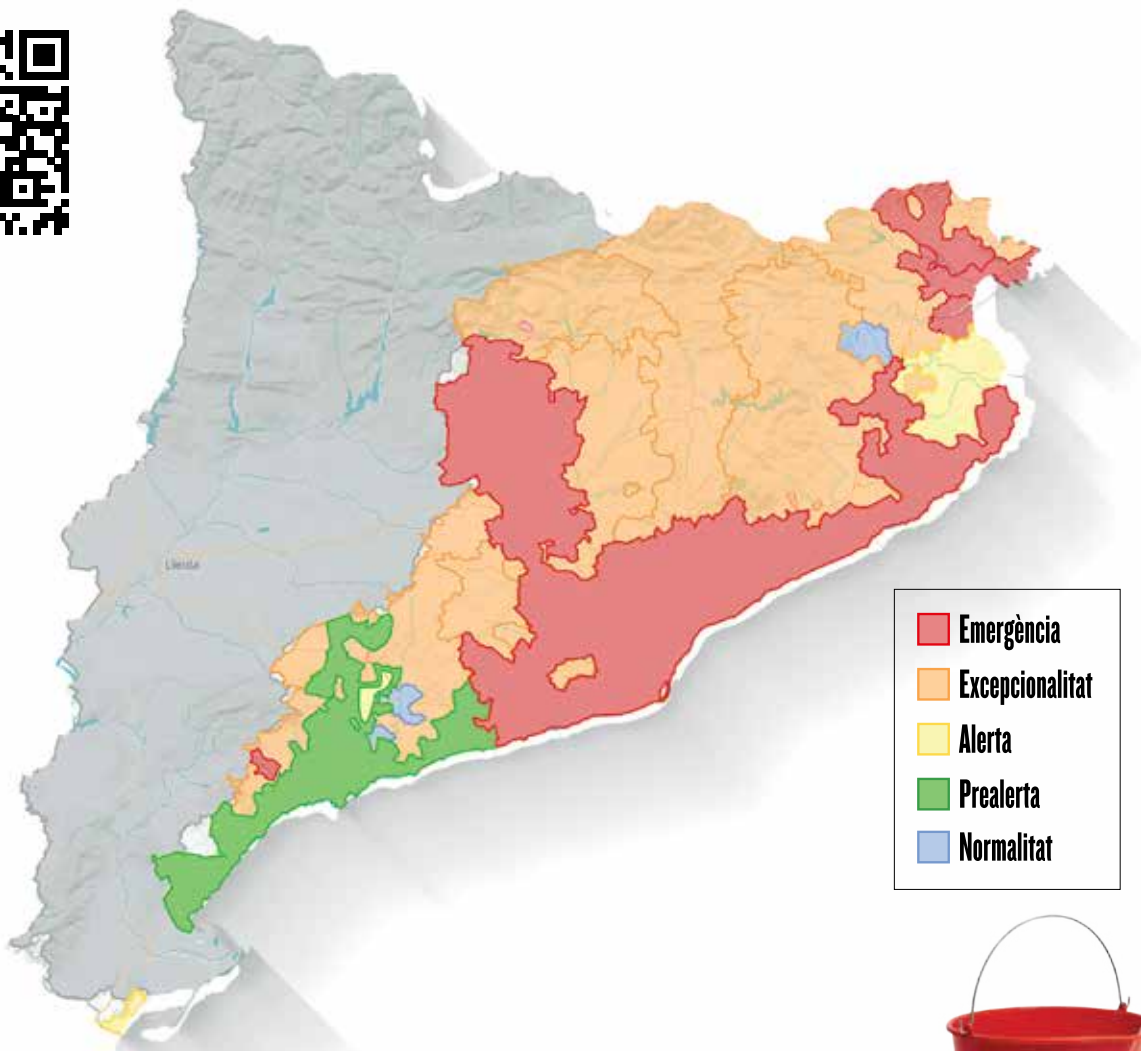 Lleida
Emergència
Excepcionalitat
Alerta
Prealerta
Normalitat